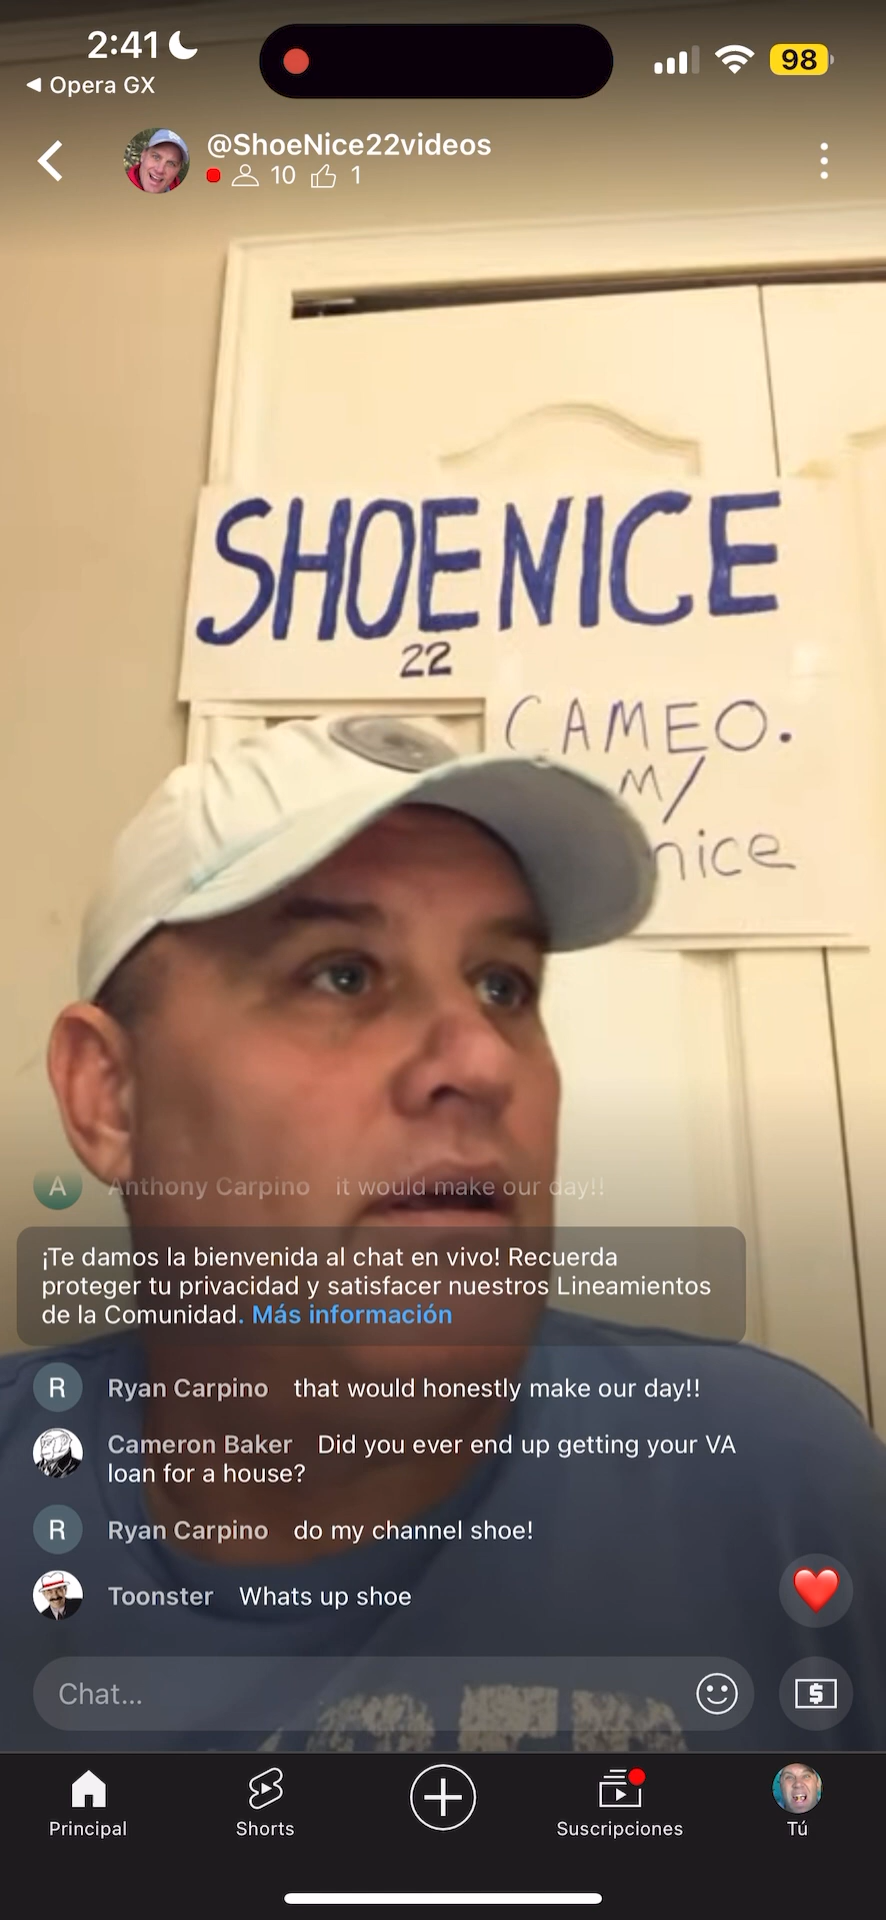 2:41
98
◀ Opera GX
@ShoeNice22videos
10 1
SHOENICE
22
CAMEO.
M/
nice
A Anthony Carpino it would make our day!!
¡Te damos la bienvenida al chat en vivo! Recuerda
proteger tu privacidad y satisfacer nuestros Lineamientos
de la Comunidad. Más información
R Ryan Carpino that would honestly make our day!!
Cameron Baker Did you ever end up getting your VA
loan for a house?
R Ryan Carpino do my channel shoe!
Toonster Whats up shoe
Chat...
$
Principal Shorts Suscripciones Tú